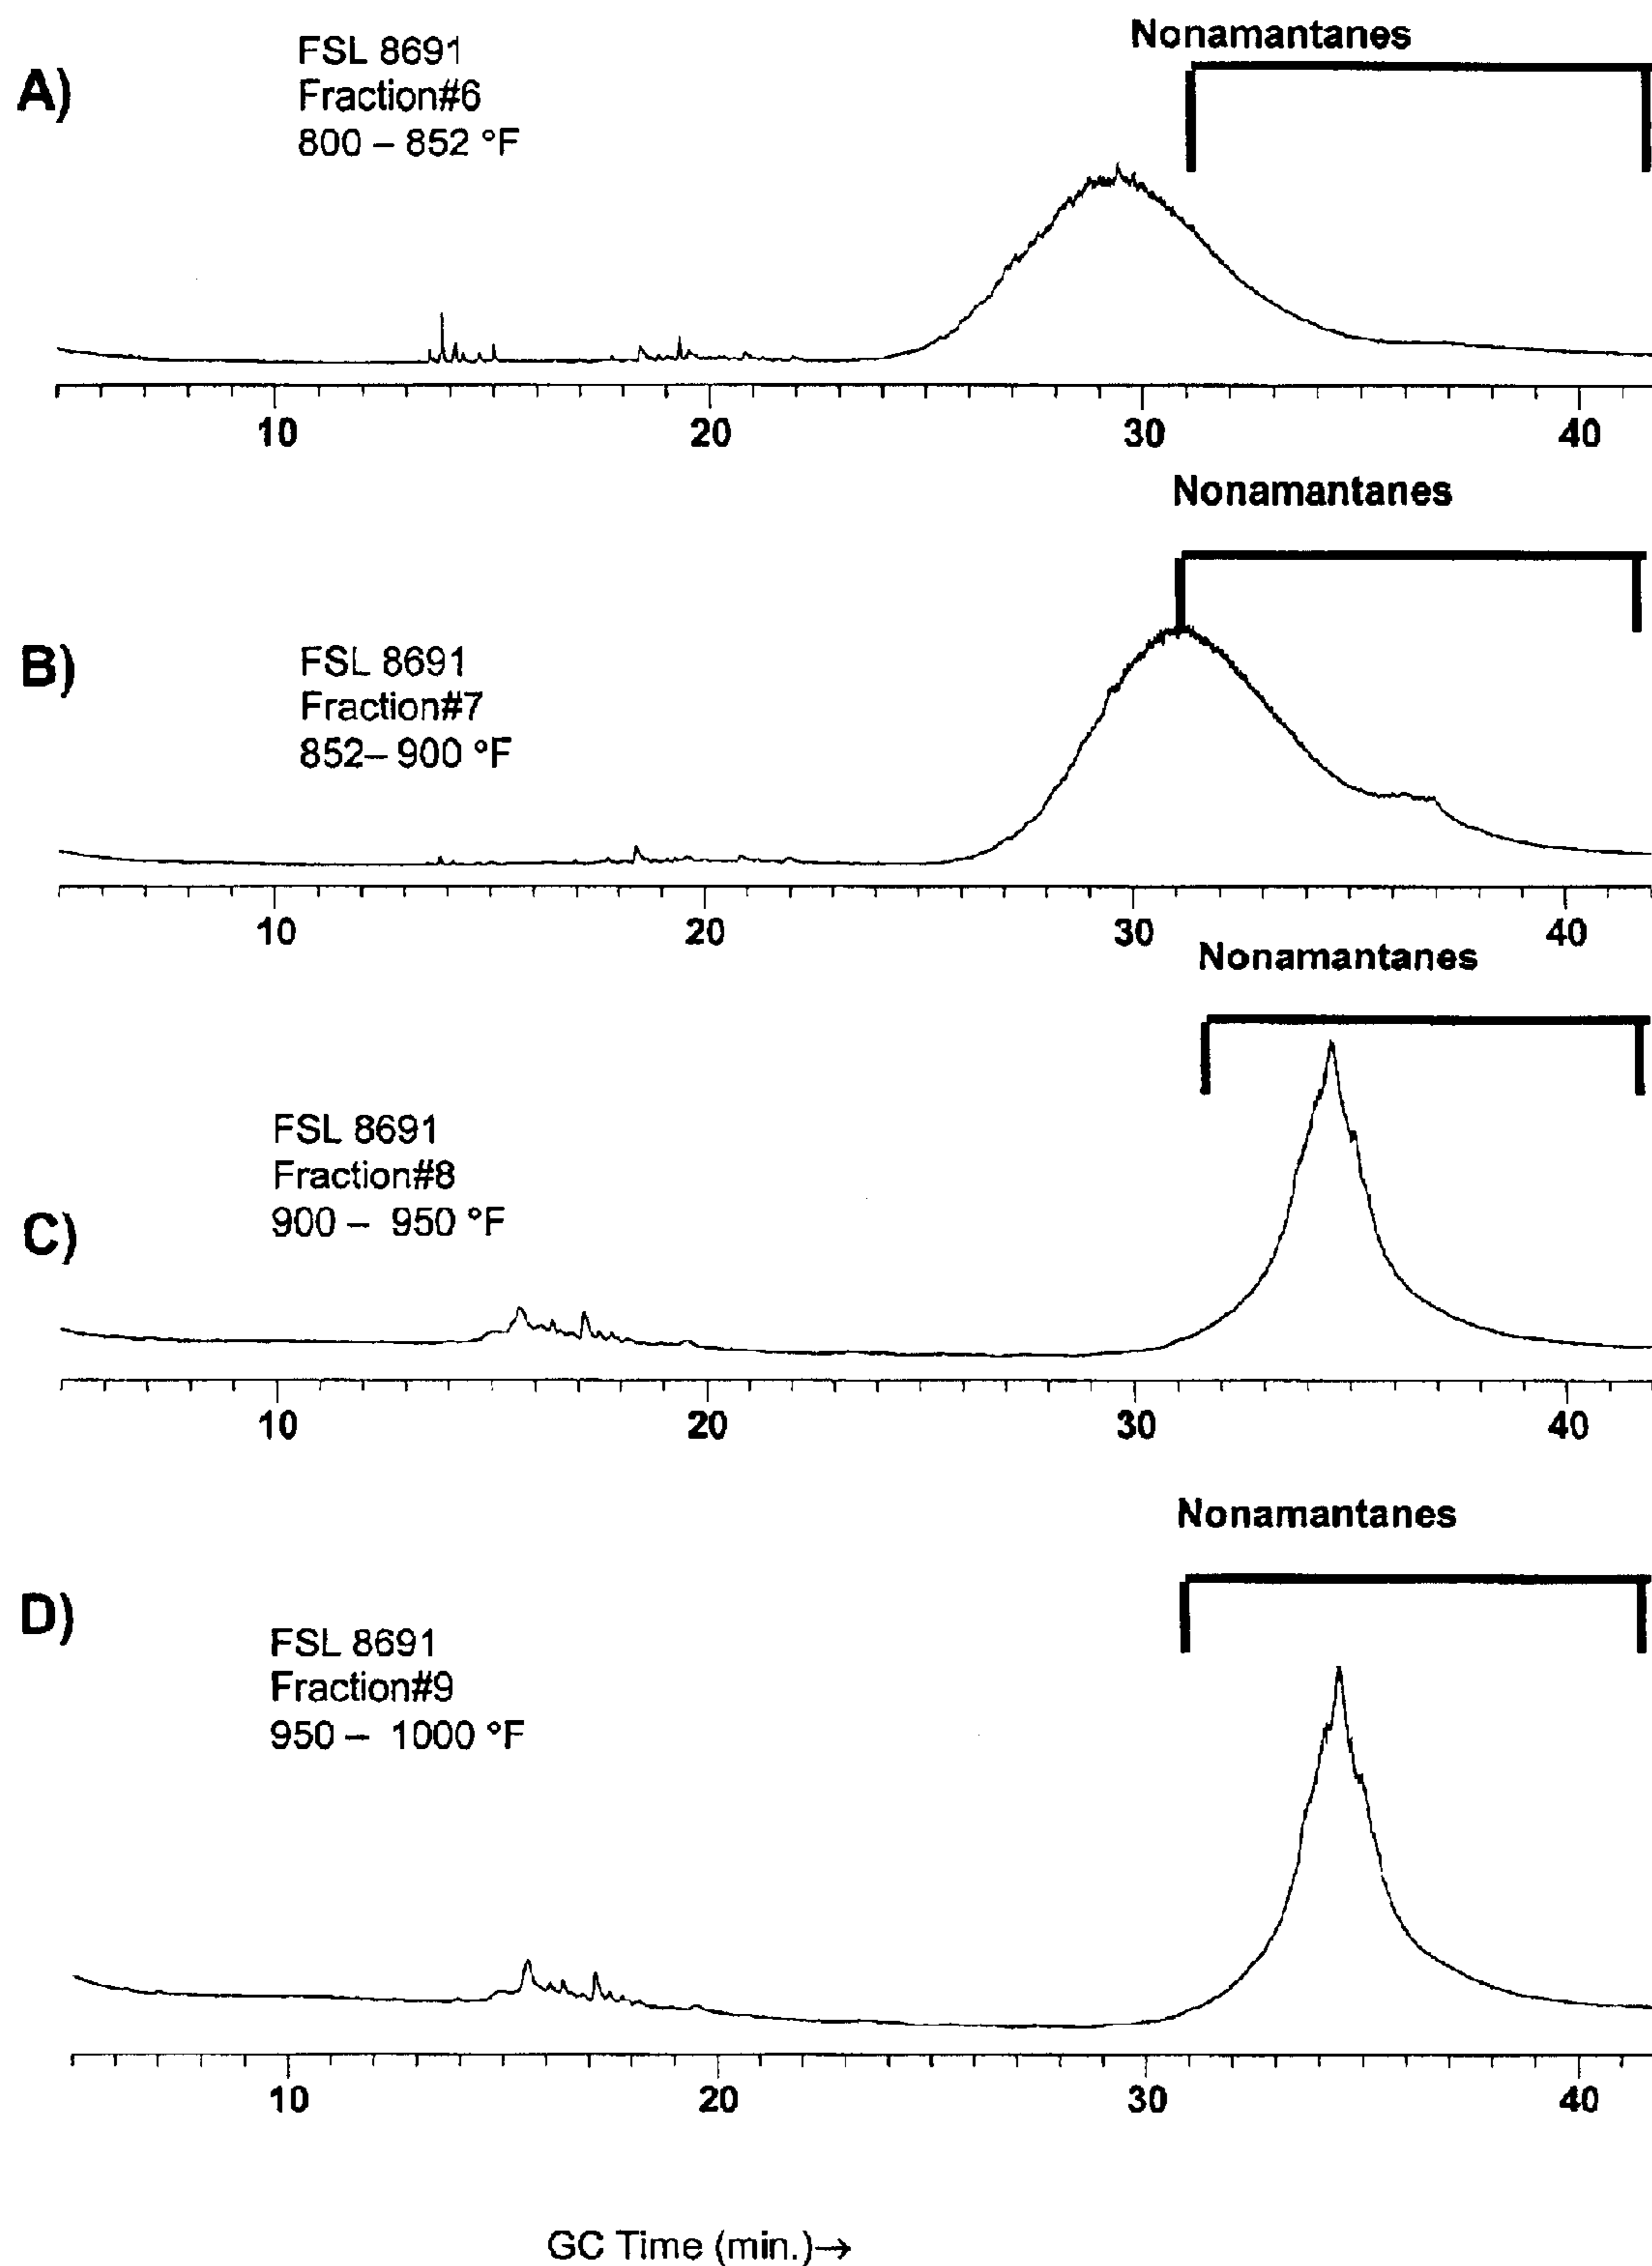 Nonamantanes
A)
FSL 8691
Fraction#6
800 – 852 °F
10 20 30 40
Nonamantanes
B)
FSL 8691
Fraction#7
852– 900 °F
10 20 30 40
Nonamantanes
C)
FSL 8691
Fraction#8
900 – 950 °F
10 20 30 40
Nonamantanes
D)
FSL 8691
Fraction#9
950 – 1000 °F
10 20 30 40
GC Time (min.)→